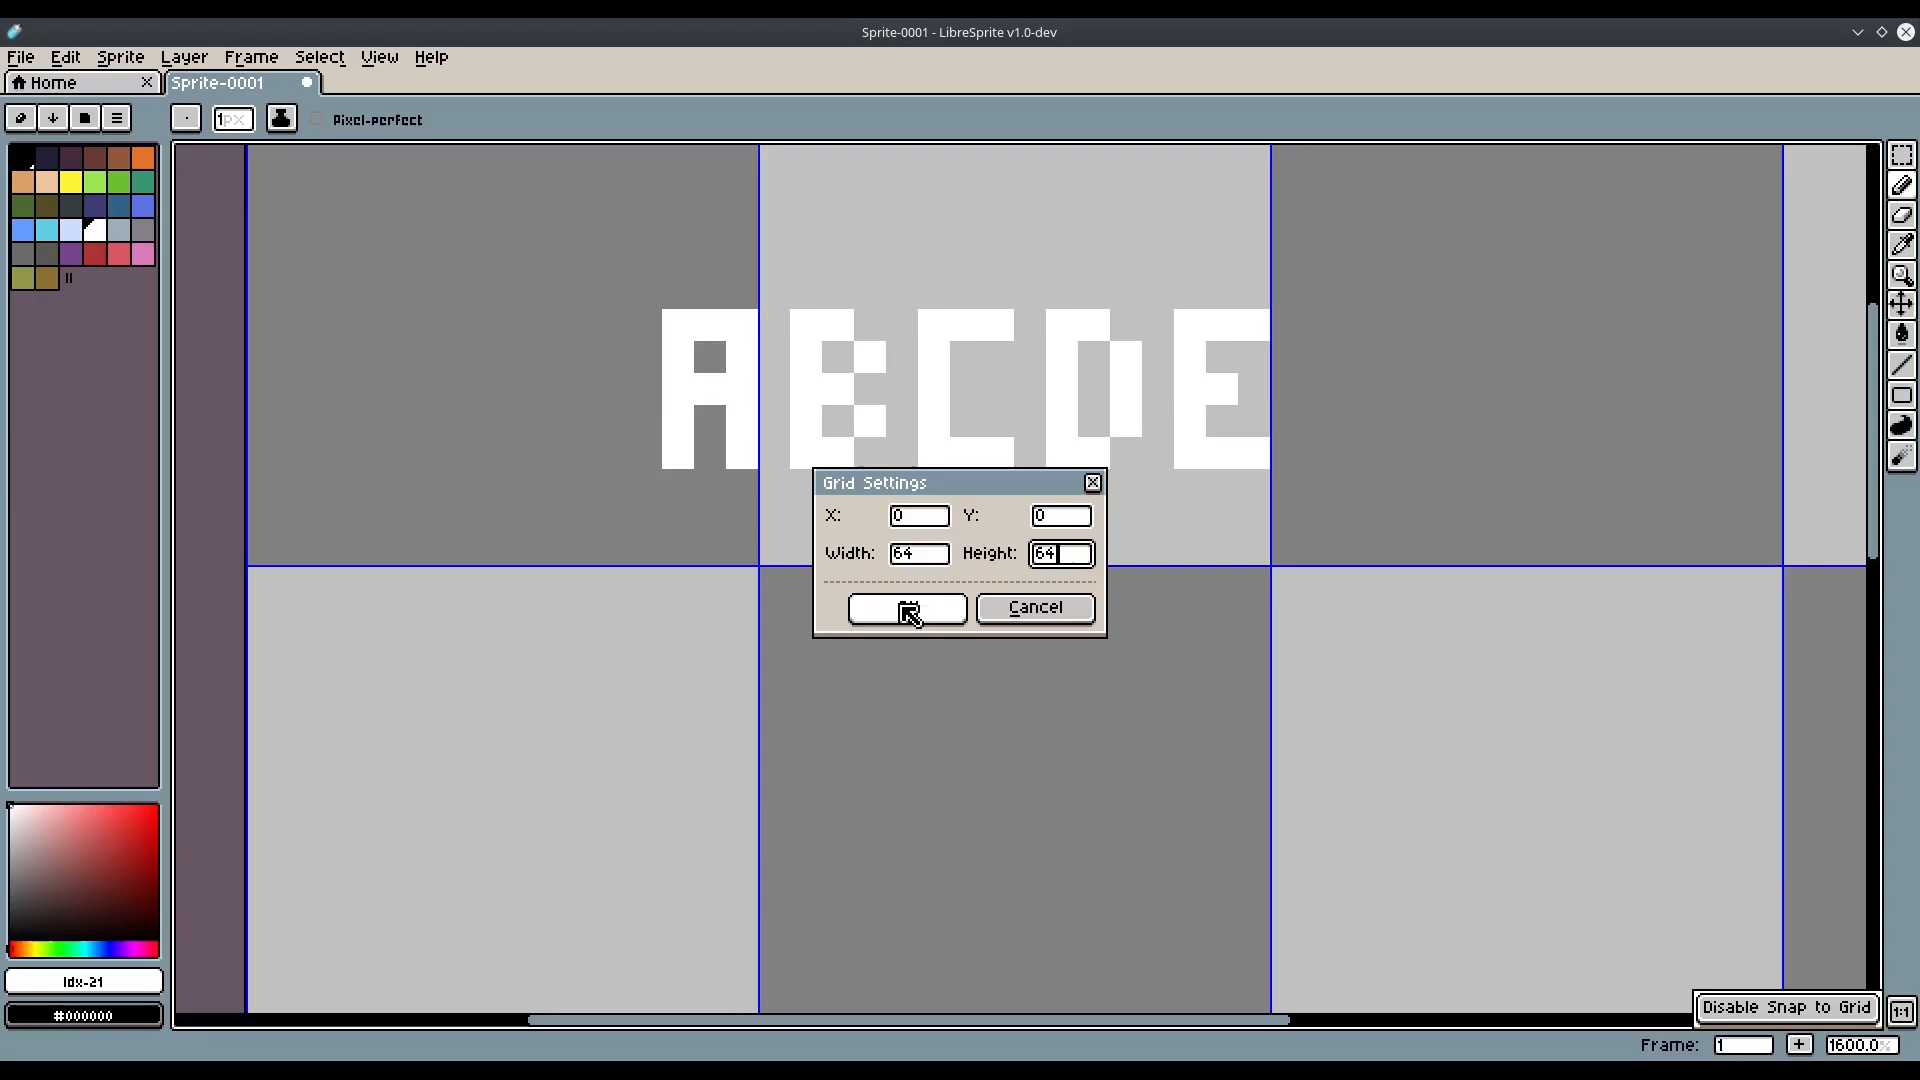 Sprite-0001 - LibreSprite v1.0-dev
File Edit Sprite Layer Frame Select View Help
Home Sprite-0001
1px Pixel-perfect
ABCDE
Grid Settings
X: 0 Y: 0
Width: 64 Height: 64
Cancel
Idx-21
#000000
Disable Snap to Grid
1:1
Frame: 1 + 1600.0